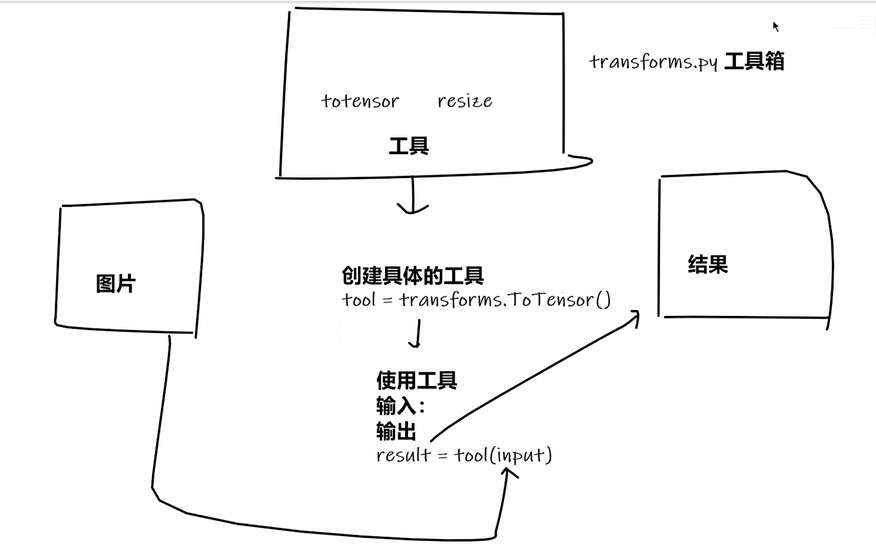 transforms.py 工具箱
totensor resize
工具
图片
创建具体的工具
tool = transforms.ToTensor()
结果
使用工具
输入：
输出
result = tool(input)